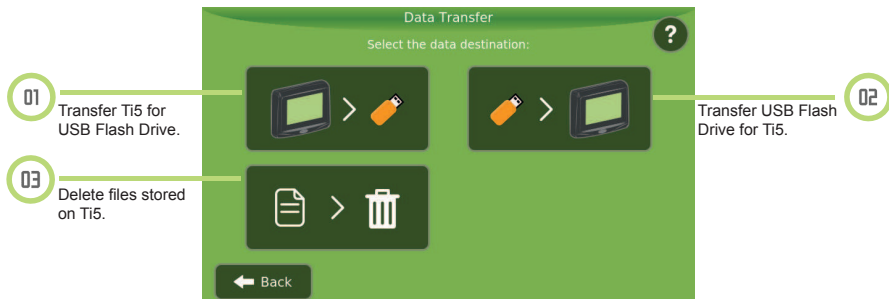 Data Transfer
Select the data destination:
?
01
Transfer Ti5 for
USB Flash Drive.
02
Transfer USB Flash
Drive for Ti5.
03
Delete files stored
on Ti5.
Back